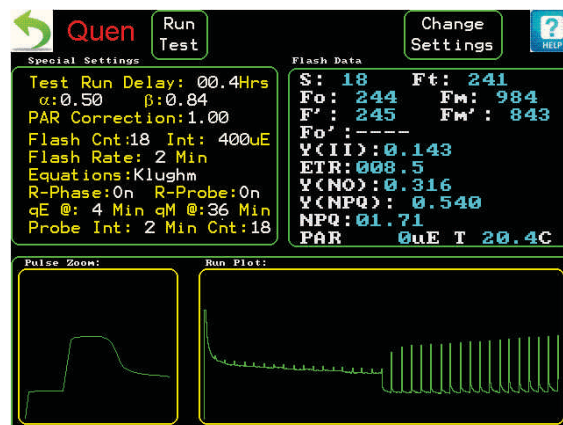 Quen
Run
Test
Change
Settings
?
HELP
Special Settings
Test Run Delay: 00.4Hrs
α:0.50 β:0.84
PAR Correction:1.00
Flash Cnt:18 Int: 400uE
Flash Rate: 2 Min
Equations:Klughm
R-Phase:On R-Probe:On
qE @: 4 Min qM @:36 Min
Probe Int: 2 Min Cnt:18
Flash Data
S: 18 Ft: 241
Fo: 244 Fm: 984
F': 245 Fm': 843
Fo':----
Y(II):0.143
ETR:008.5
Y(NO):0.316
Y(NPQ): 0.540
NPQ:01.71
PAR 0uE T 20.4C
Pulse Zoom:
Run Plot: